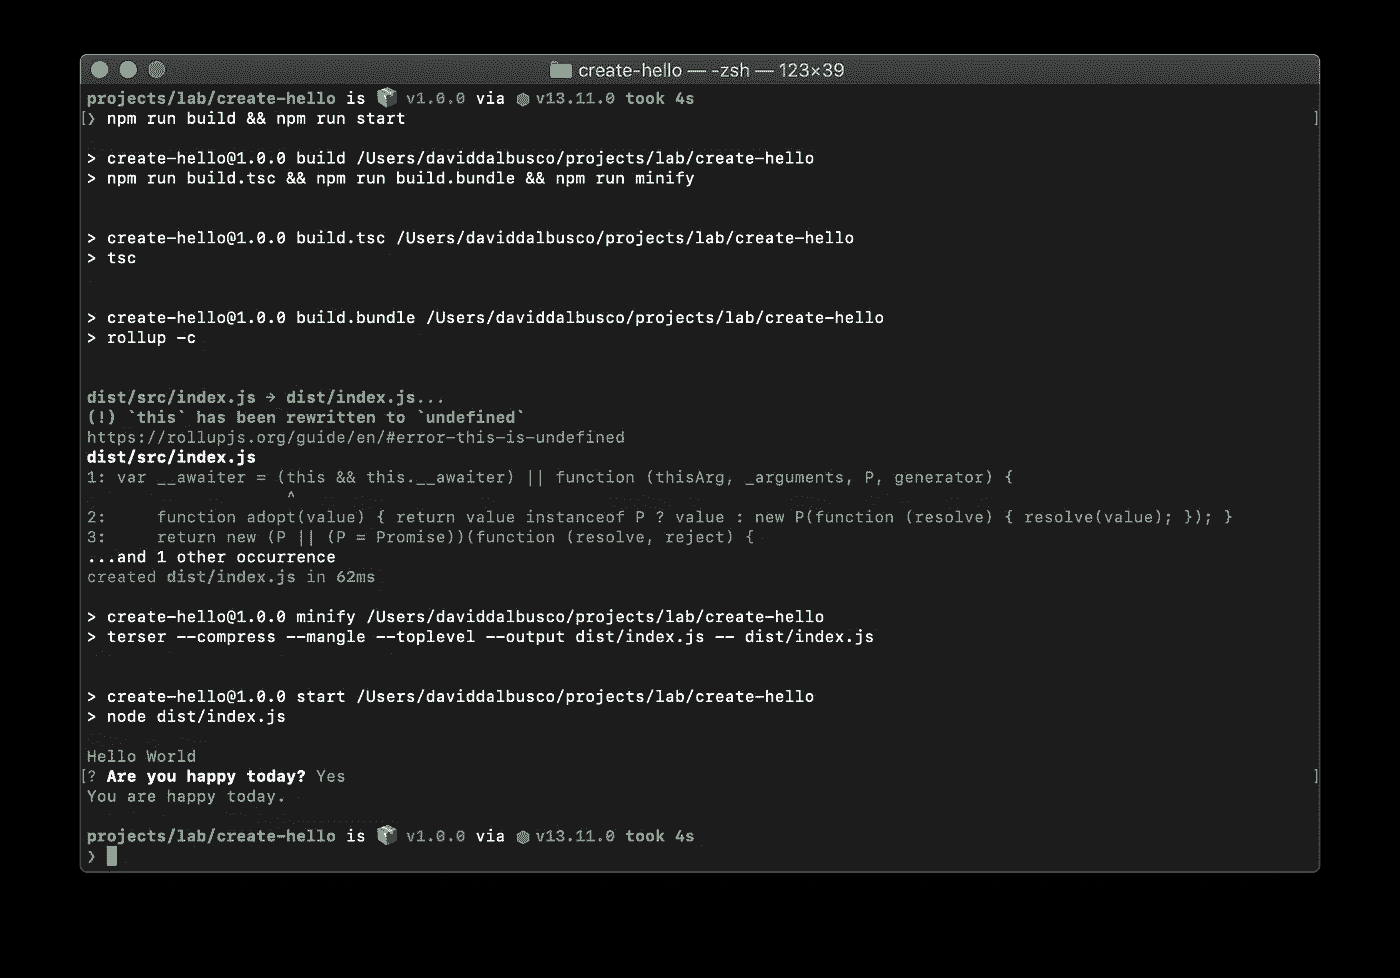 create-hello — -zsh — 123×39
projects/lab/create-hello is 📦 v1.0.0 via ⬢ v13.11.0 took 4s
[❯ npm run build && npm run start ]
> create-hello@1.0.0 build /Users/daviddalbusco/projects/lab/create-hello
> npm run build.tsc && npm run build.bundle && npm run minify
> create-hello@1.0.0 build.tsc /Users/daviddalbusco/projects/lab/create-hello
> tsc
> create-hello@1.0.0 build.bundle /Users/daviddalbusco/projects/lab/create-hello
> rollup -c
dist/src/index.js → dist/index.js...
(!) `this` has been rewritten to `undefined`
https://rollupjs.org/guide/en/#error-this-is-undefined
dist/src/index.js
1: var __awaiter = (this && this.__awaiter) || function (thisArg, _arguments, P, generator) {
^
2:     function adopt(value) { return value instanceof P ? value : new P(function (resolve) { resolve(value); }); }
3:     return new (P || (P = Promise))(function (resolve, reject) {
...and 1 other occurrence
created dist/index.js in 62ms
> create-hello@1.0.0 minify /Users/daviddalbusco/projects/lab/create-hello
> terser --compress --mangle --toplevel --output dist/index.js -- dist/index.js
> create-hello@1.0.0 start /Users/daviddalbusco/projects/lab/create-hello
> node dist/index.js
Hello World
[? Are you happy today? Yes ]
You are happy today.
projects/lab/create-hello is 📦 v1.0.0 via ⬢ v13.11.0 took 4s
❯